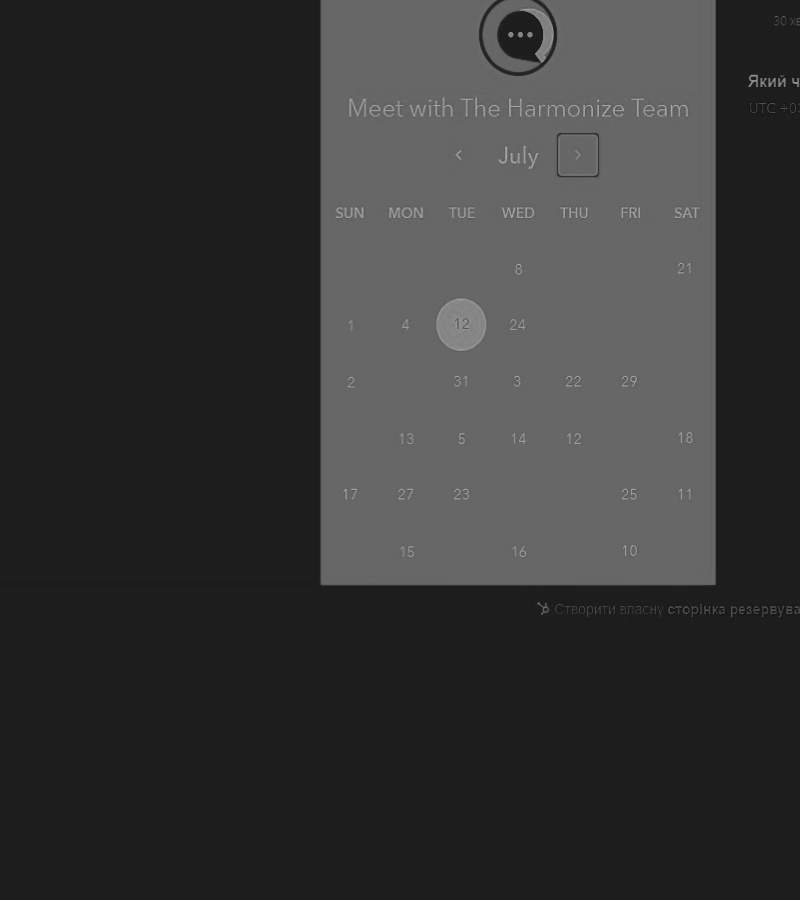 30 хв
Meet with The Harmonize Team
Який ч
UTC +03
July
SUN MON TUE WED THU FRI SAT
8 21
1 4 12 24
2 31 3 22 29
13 5 14 12 18
17 27 23 25 11
15 16 10
Створити власну сторінка резервува